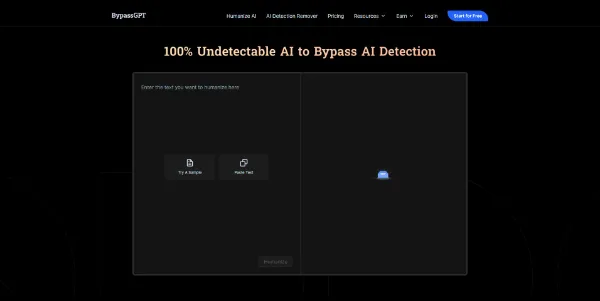 BypassGPT Humanize AI AI Detection Remover Pricing Resources Earn Login Start for Free
100% Undetectable AI to Bypass AI Detection
Enter the text you want to humanize here
Try A Sample Paste Text